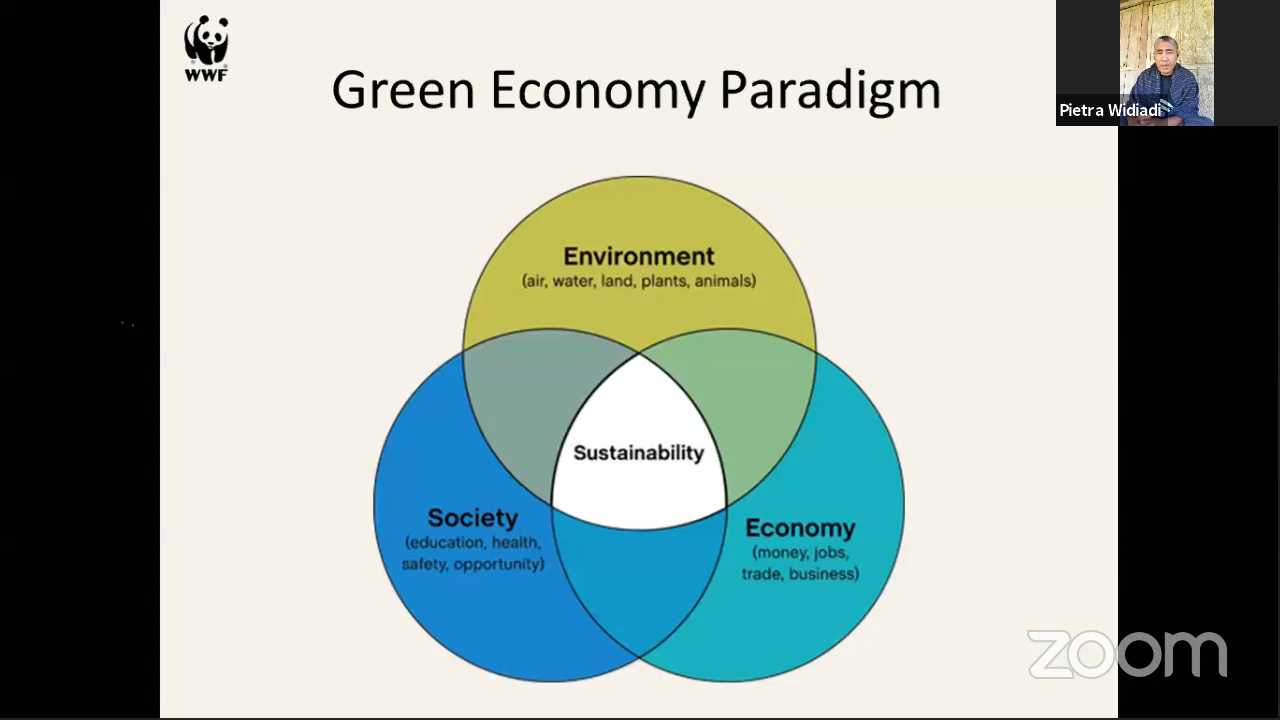 WWF
Green Economy Paradigm
Pietra Widiadi
Environment
(air, water, land, plants, animals)
Sustainability
Society
(education, health,
safety, opportunity)
Economy
(money, jobs,
trade, business)
zoom